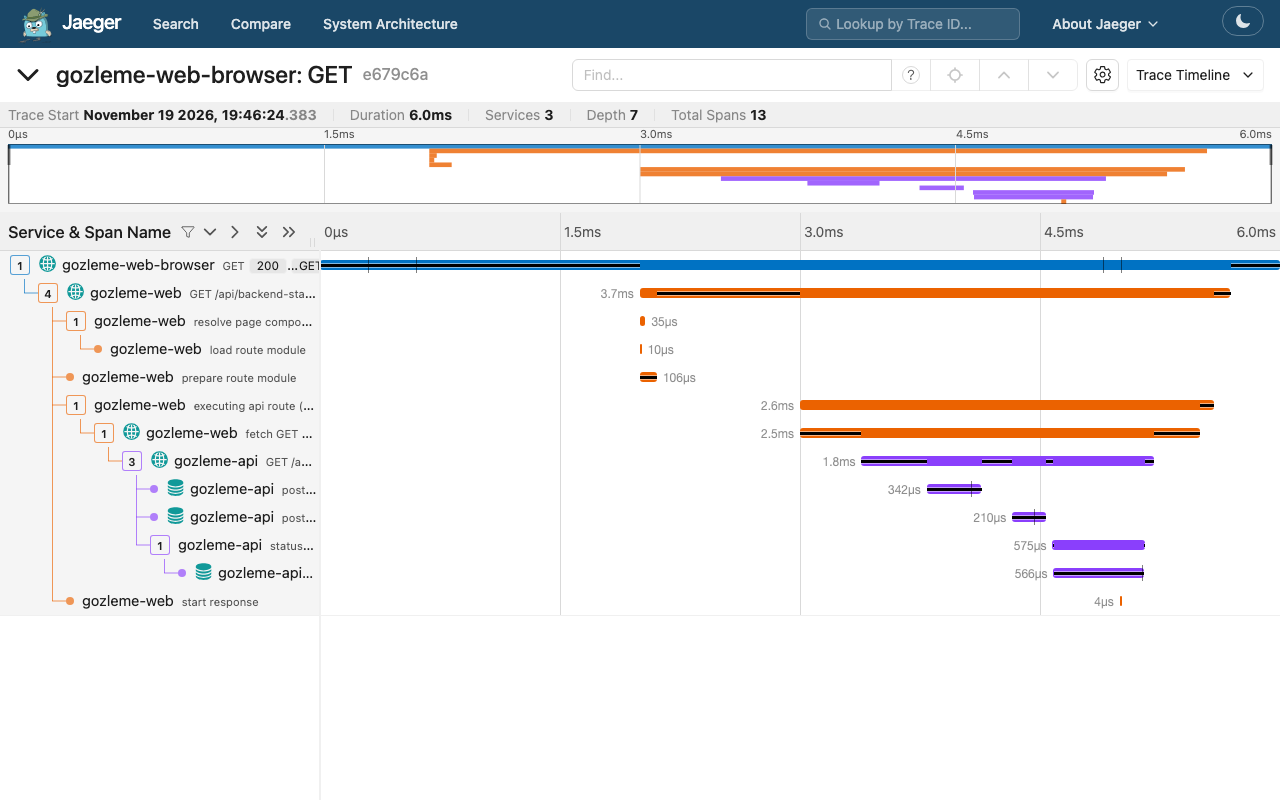 Jaeger Search Compare System Architecture Lookup by Trace ID... About Jaeger
gozleme-web-browser: GET e679c6a Find... ? Trace Timeline
Trace Start November 19 2026, 19:46:24.383 Duration 6.0ms Services 3 Depth 7 Total Spans 13
0μs 1.5ms 3.0ms 4.5ms 6.0ms
Service & Span Name 0μs 1.5ms 3.0ms 4.5ms 6.0ms
1 gozleme-web-browser GET 200 ...GET
4 gozleme-web GET /api/backend-sta... 3.7ms
1 gozleme-web resolve page compo... 35μs
gozleme-web load route module 10μs
gozleme-web prepare route module 106μs
1 gozleme-web executing api route (... 2.6ms
1 gozleme-web fetch GET ... 2.5ms
3 gozleme-api GET /a... 1.8ms
gozleme-api post... 342μs
gozleme-api post... 210μs
1 gozleme-api status... 575μs
gozleme-api... 566μs
gozleme-web start response 4μs